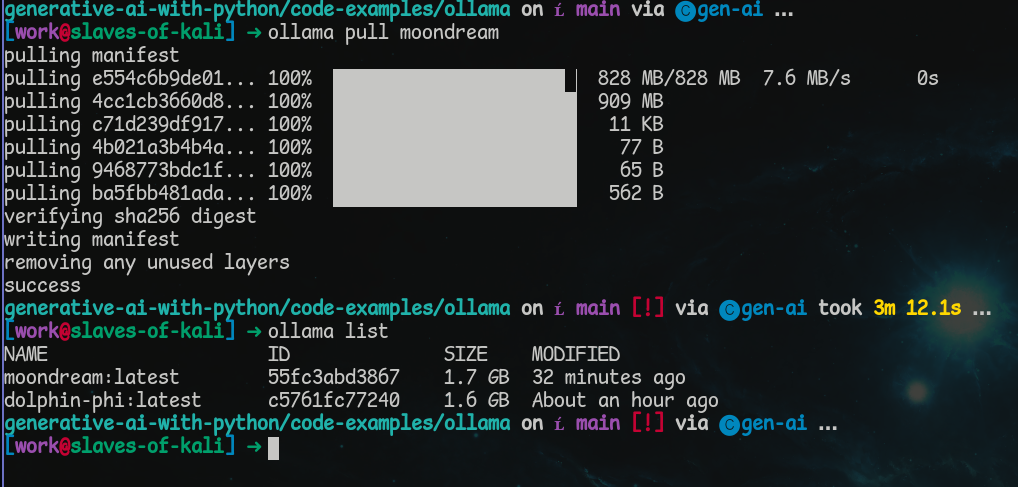 generative-ai-with-python/code-examples/ollama on main via C gen-ai ...
[work@slaves-of-kali] → ollama pull moondream
pulling manifest
pulling e554c6b9de01... 100% 828 MB/828 MB 7.6 MB/s 0s
pulling 4cc1cb3660d8... 100% 909 MB
pulling c71d239df917... 100% 11 KB
pulling 4b021a3b4b4a... 100% 77 B
pulling 9468773bdc1f... 100% 65 B
pulling ba5fbb481ada... 100% 562 B
verifying sha256 digest
writing manifest
removing any unused layers
success
generative-ai-with-python/code-examples/ollama on main [!] via C gen-ai took 3m 12.1s ...
[work@slaves-of-kali] → ollama list
NAME ID SIZE MODIFIED
moondream:latest 55fc3abd3867 1.7 GB 32 minutes ago
dolphin-phi:latest c5761fc77240 1.6 GB About an hour ago
generative-ai-with-python/code-examples/ollama on main [!] via C gen-ai ...
[work@slaves-of-kali] →